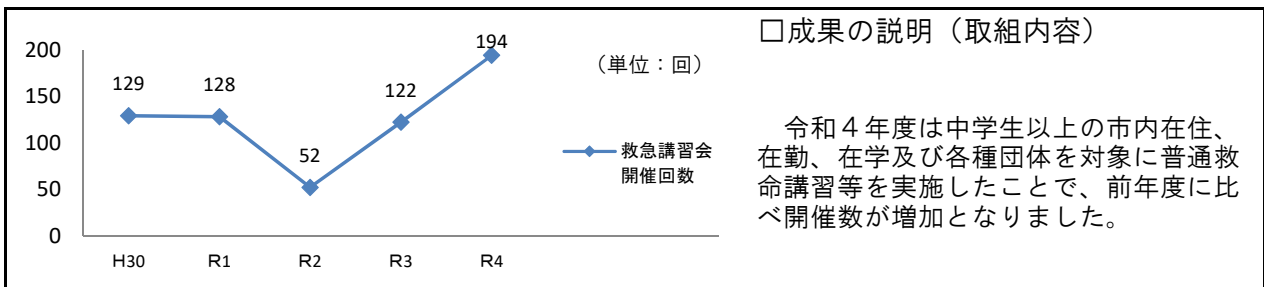 200
150
100
50
0
129
128
52
122
194
H30
R1
R2
R3
R4
（単位：回）
救急講習会
開催回数
□成果の説明（取組内容）
令和４年度は中学生以上の市内在住、
在勤、在学及び各種団体を対象に普通救
命講習等を実施したことで、前年度に比
べ開催数が増加となりました。